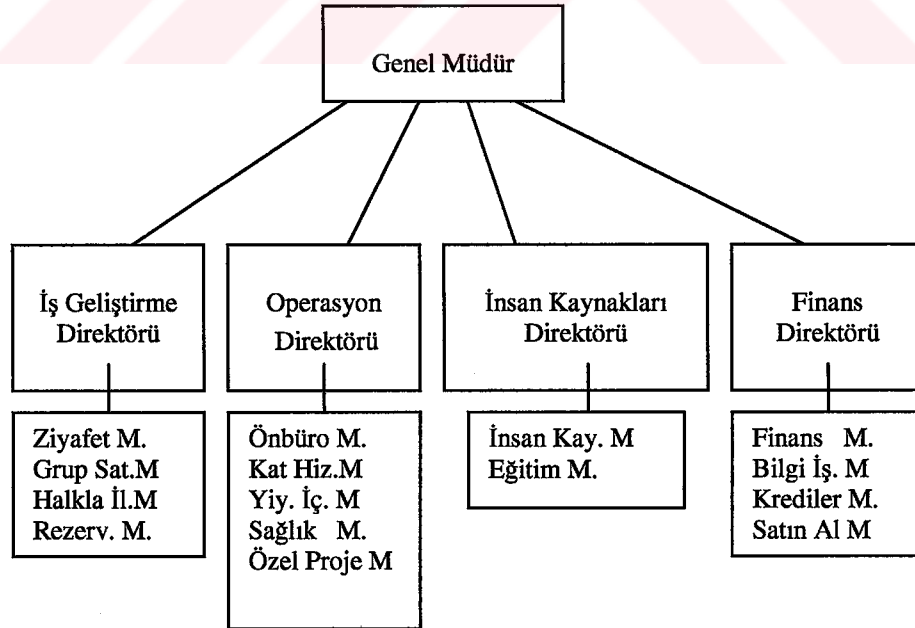 Genel Müdür
İş Geliştirme
Direktörü
Operasyon
Direktörü
İnsan Kaynakları
Direktörü
Finans
Direktörü
Ziyafet M.
Grup Sat.M
Halkla İl.M
Rezerv. M.
Önbüro M.
Kat Hiz.M
Yiy. İç. M
Sağlık M.
Özel Proje M
İnsan Kay. M
Eğitim M.
Finans M.
Bilgi İş. M
Krediler M.
Satın Al M